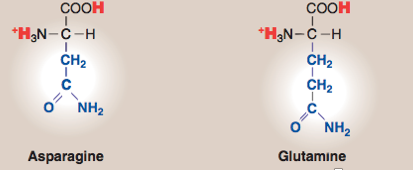 COOH COOH
⁺H₃N–C–H ⁺H₃N–C–H
CH₂ CH₂
C CH₂
O NH₂ C
O NH₂
Asparagine Glutamine